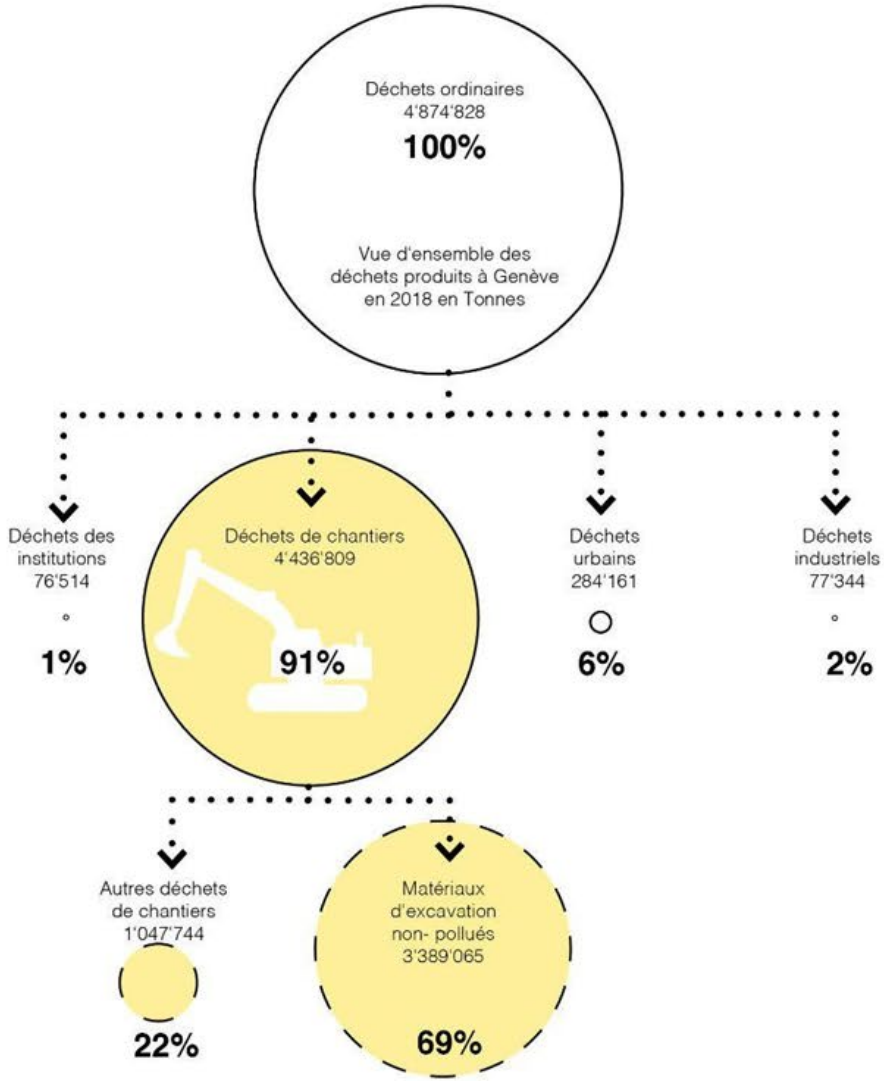 Déchets ordinaires
4'874'828
100%
Vue d'ensemble des
déchets produits à Genève
en 2018 en Tonnes
Déchets des
institutions
76'514
1%
Déchets de chantiers
4'436'809
91%
Déchets
urbains
284'161
6%
Déchets
industriels
77'344
2%
Autres déchets
de chantiers
1'047'744
22%
Matériaux
d'excavation
non- pollués
3'389'065
69%